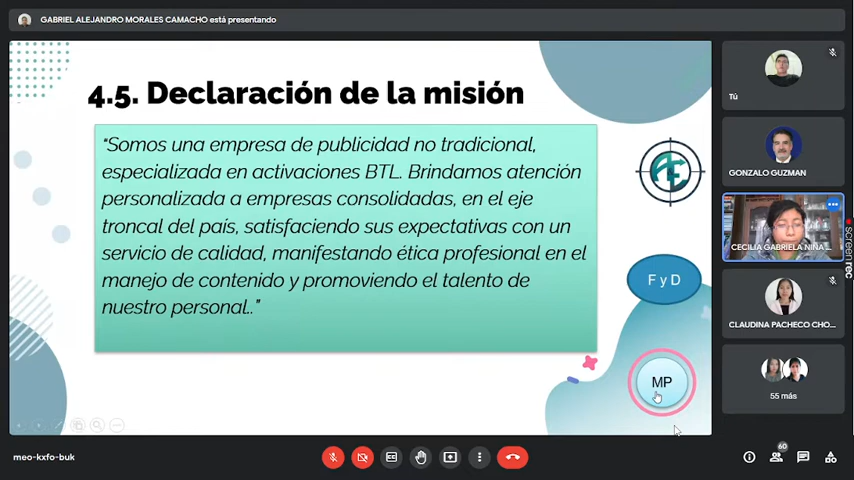 GABRIEL ALEJANDRO MORALES CAMACHO está presentando
4.5. Declaración de la misión
"Somos una empresa de publicidad no tradicional,
especializada en activaciones BTL. Brindamos atención
personalizada a empresas consolidadas, en el eje
troncal del país, satisfaciendo sus expectativas con un
servicio de calidad, manifestando ética profesional en el
manejo de contenido y promoviendo el talento de
nuestro personal.."
AE
F y D
MP
Tú
GONZALO GUZMAN
CECILIA GABRIELA NINA ...
CLAUDINA PACHECO CHO...
55 más
screen rec
meo-kxfo-buk
60